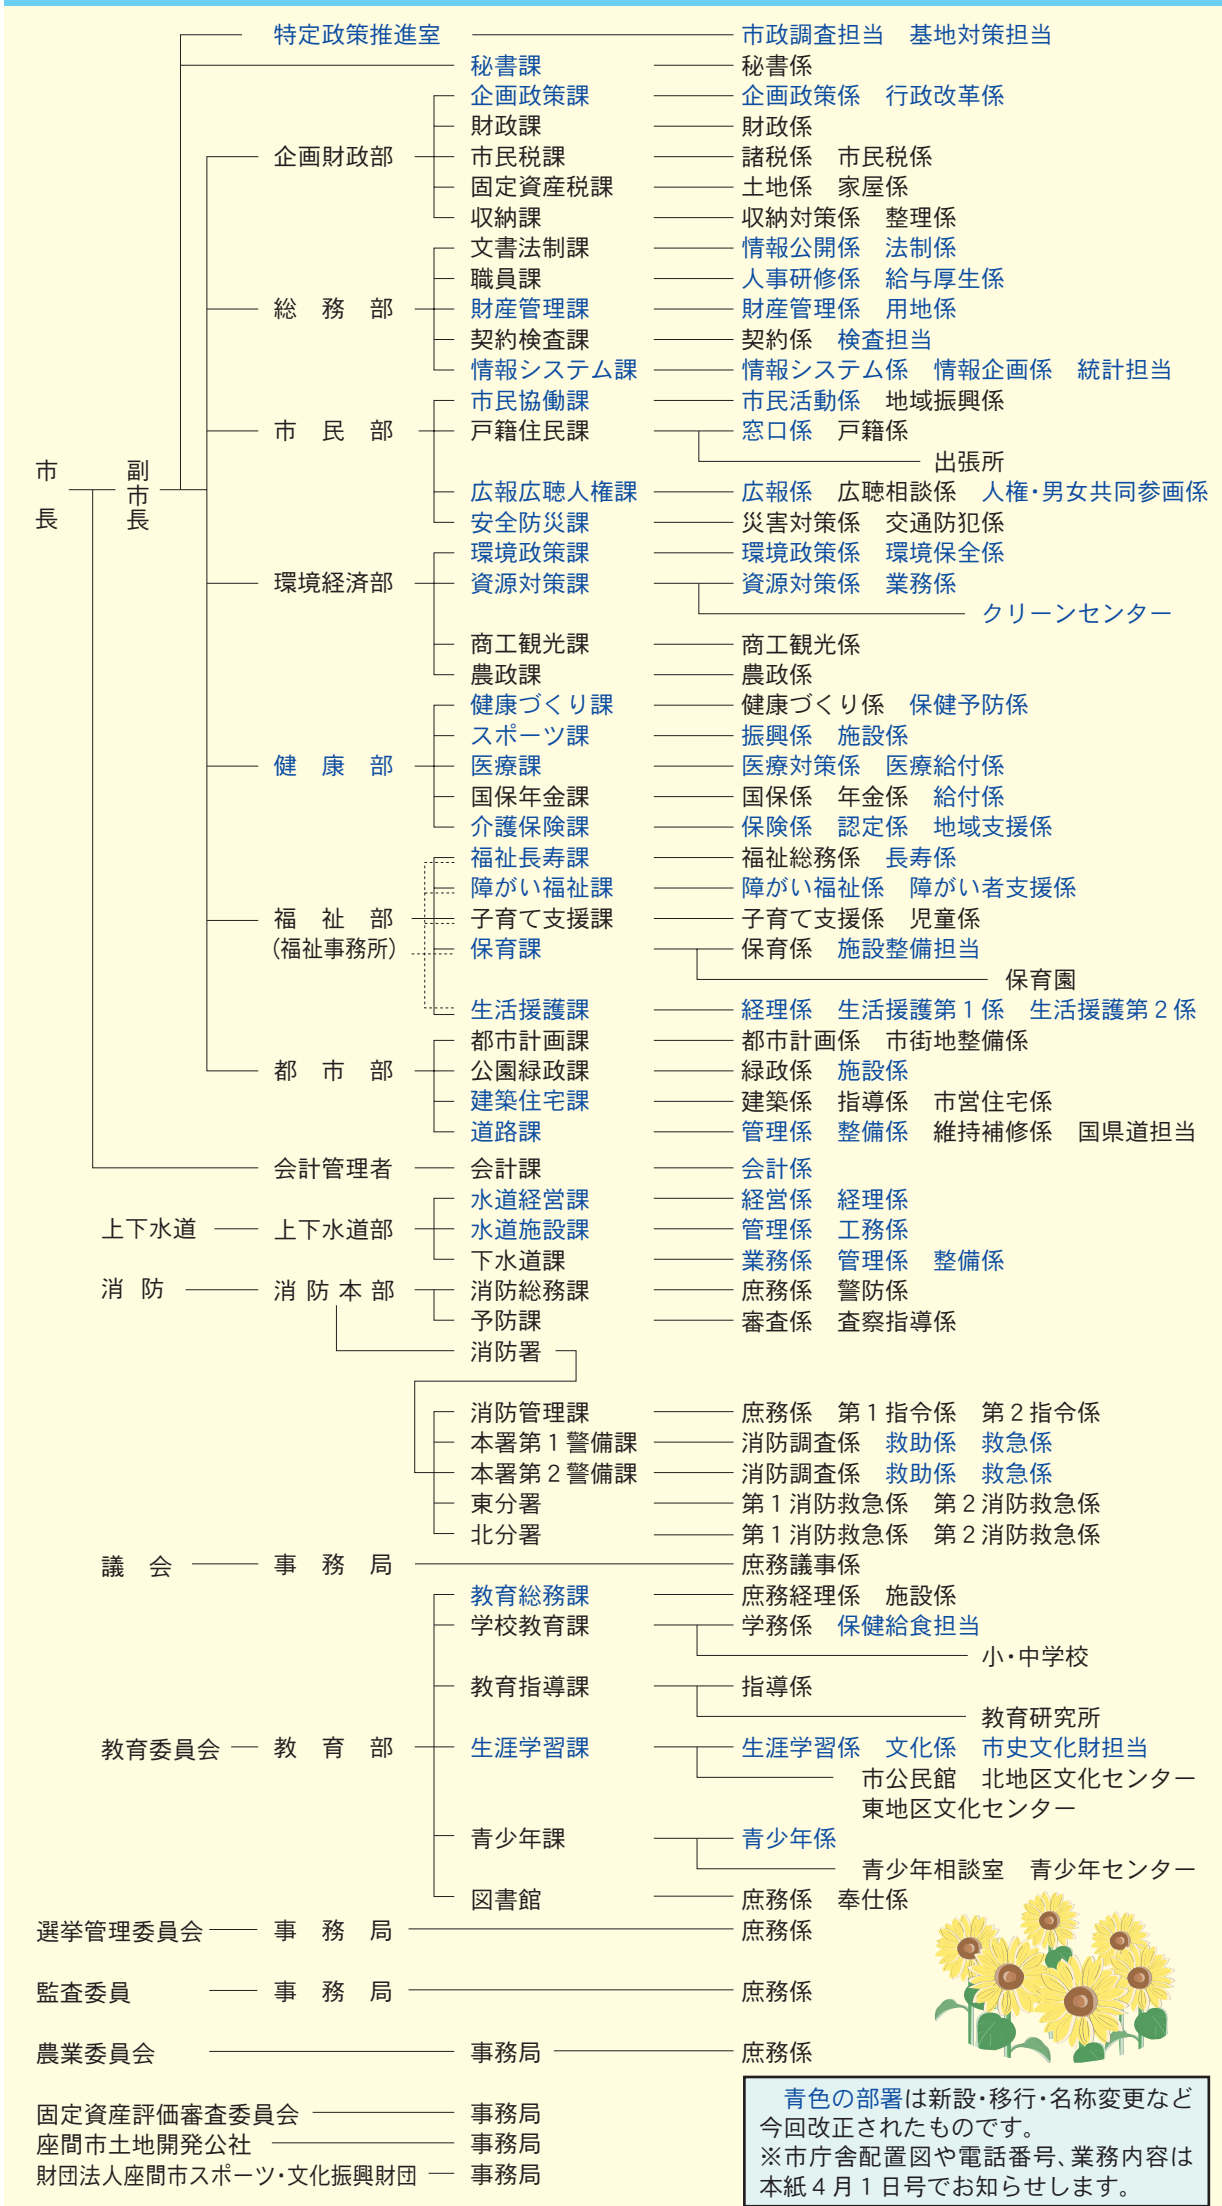 特定政策推進室 市政調査担当 基地対策担当
秘書課 秘書係
企画政策課 企画政策係 行政改革係
財政課 財政係
企画財政部 市民税課 諸税係 市民税係
固定資産税課 土地係 家屋係
収納課 収納対策係 整理係
文書法制課 情報公開係 法制係
職員課 人事研修係 給与厚生係
総務部 財産管理課 財産管理係 用地係
契約検査課 契約係 検査担当
情報システム課 情報システム係 情報企画係 統計担当
市民協働課 市民活動係 地域振興係
市民部 戸籍住民課 窓口係 戸籍係
出張所
市長 副市長 広報広聴人権課 広報係 広聴相談係 人権・男女共同参画係
安全防災課 災害対策係 交通防犯係
環境政策課 環境政策係 環境保全係
環境経済部 資源対策課 資源対策係 業務係
クリーンセンター
商工観光課 商工観光係
農政課 農政係
健康づくり課 健康づくり係 保健予防係
スポーツ課 振興係 施設係
健康部 医療課 医療対策係 医療給付係
国保年金課 国保係 年金係 給付係
介護保険課 保険係 認定係 地域支援係
福祉長寿課 福祉総務係 長寿係
障がい福祉課 障がい福祉係 障がい者支援係
福祉部 子育て支援課 子育て支援係 児童係
(福祉事務所) 保育課 保育係 施設整備担当
保育園
生活援護課 経理係 生活援護第1係 生活援護第2係
都市計画課 都市計画係 市街地整備係
都市部 公園緑政課 緑政係 施設係
建築住宅課 建築係 指導係 市営住宅係
道路課 管理係 整備係 維持補修係 国県道担当
会計管理者 会計課 会計係
水道経営課 経営係 経理係
上下水道 上下水道部 水道施設課 管理係 工務係
下水道課 業務係 管理係 整備係
消防 消防本部 消防総務課 庶務係 警防係
予防課 審査係 査察指導係
消防署
消防管理課 庶務係 第1指令係 第2指令係
本署第1警備課 消防調査係 救助係 救急係
本署第2警備課 消防調査係 救助係 救急係
東分署 第1消防救急係 第2消防救急係
北分署 第1消防救急係 第2消防救急係
議会 事務局 庶務議事係
教育総務課 庶務経理係 施設係
学校教育課 学務係 保健給食担当
小・中学校
教育指導課 指導係
教育研究所
教育委員会 教育部 生涯学習課 生涯学習係 文化係 市史文化財担当
市公民館 北地区文化センター
東地区文化センター
青少年課 青少年係
青少年相談室 青少年センター
図書館 庶務係 奉仕係
選挙管理委員会 事務局 庶務係
監査委員 事務局 庶務係
農業委員会 事務局 庶務係
固定資産評価審査委員会 事務局
座間市土地開発公社 事務局
財団法人座間市スポーツ・文化振興財団 事務局
青色の部署は新設・移行・名称変更など
今回改正されたものです。
※市庁舎配置図や電話番号、業務内容は
本紙4月1日号でお知らせします。